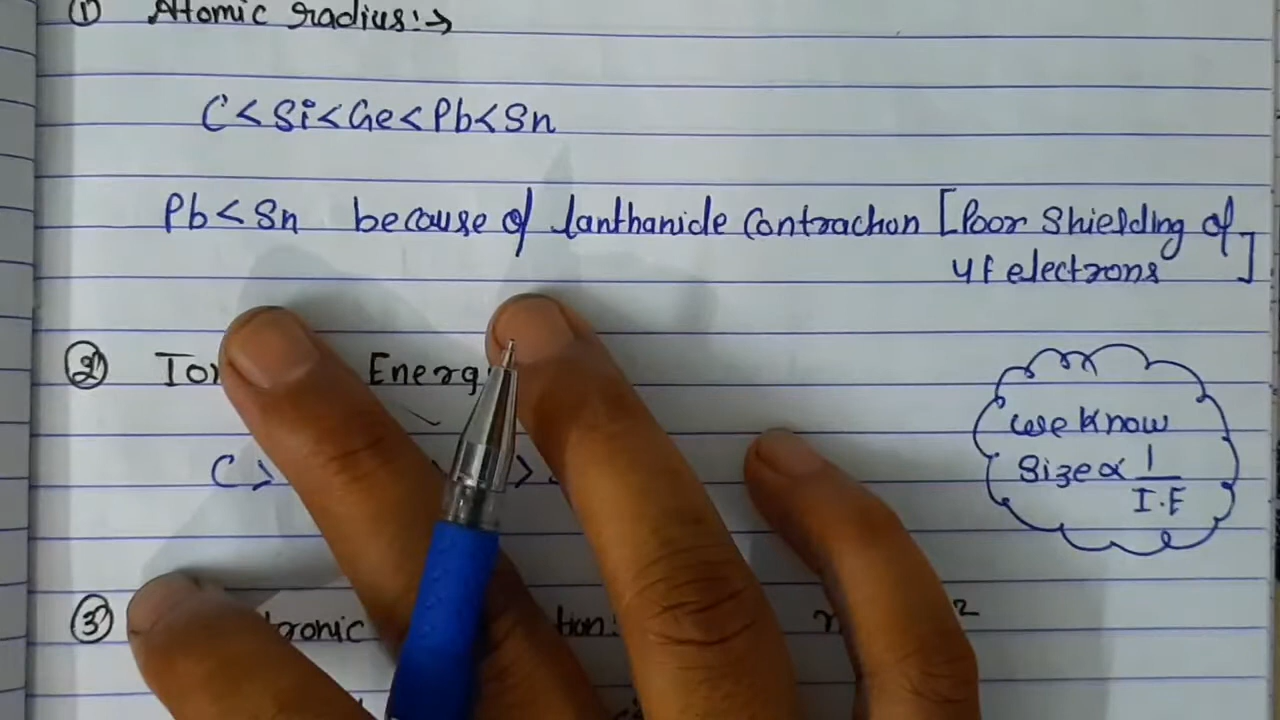 ① Atomic radius:→
C<Si<Ge<Pb<Sn
Pb<Sn because of lanthanide Contraction [Poor Shielding of
4f electrons]
② Energ
C>
>
we know
Size ∝ 1/I.E
③
2